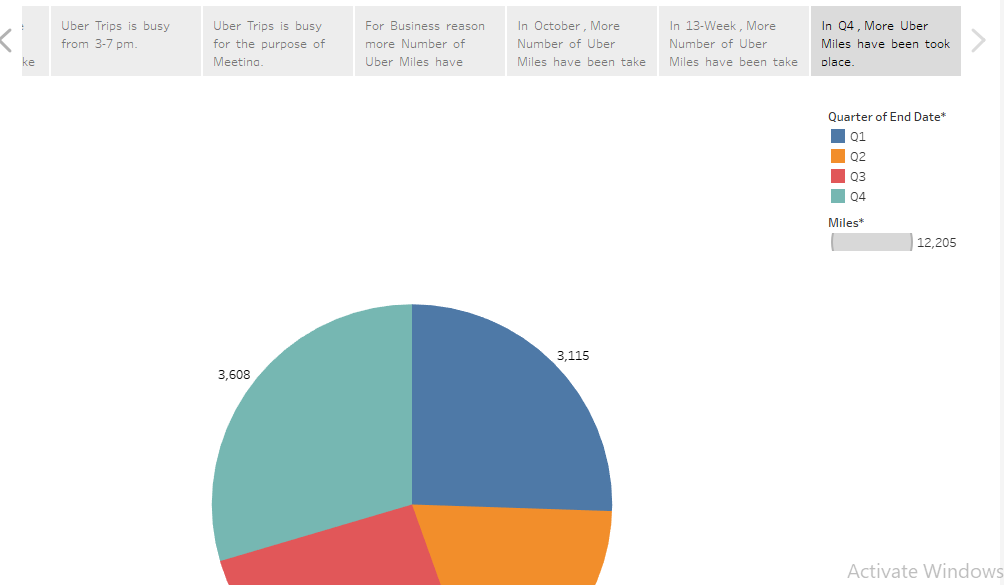 ke
Uber Trips is busy
from 3-7 pm.
Uber Trips is busy
for the purpose of
Meeting.
For Business reason
more Number of
Uber Miles have
In October , More
Number of Uber
Miles have been take
In 13-Week , More
Number of Uber
Miles have been take
In Q4 , More Uber
Miles have been took
place.
Quarter of End Date*
Q1
Q2
Q3
Q4
Miles*
12,205
3,115
3,608
Activate Windows